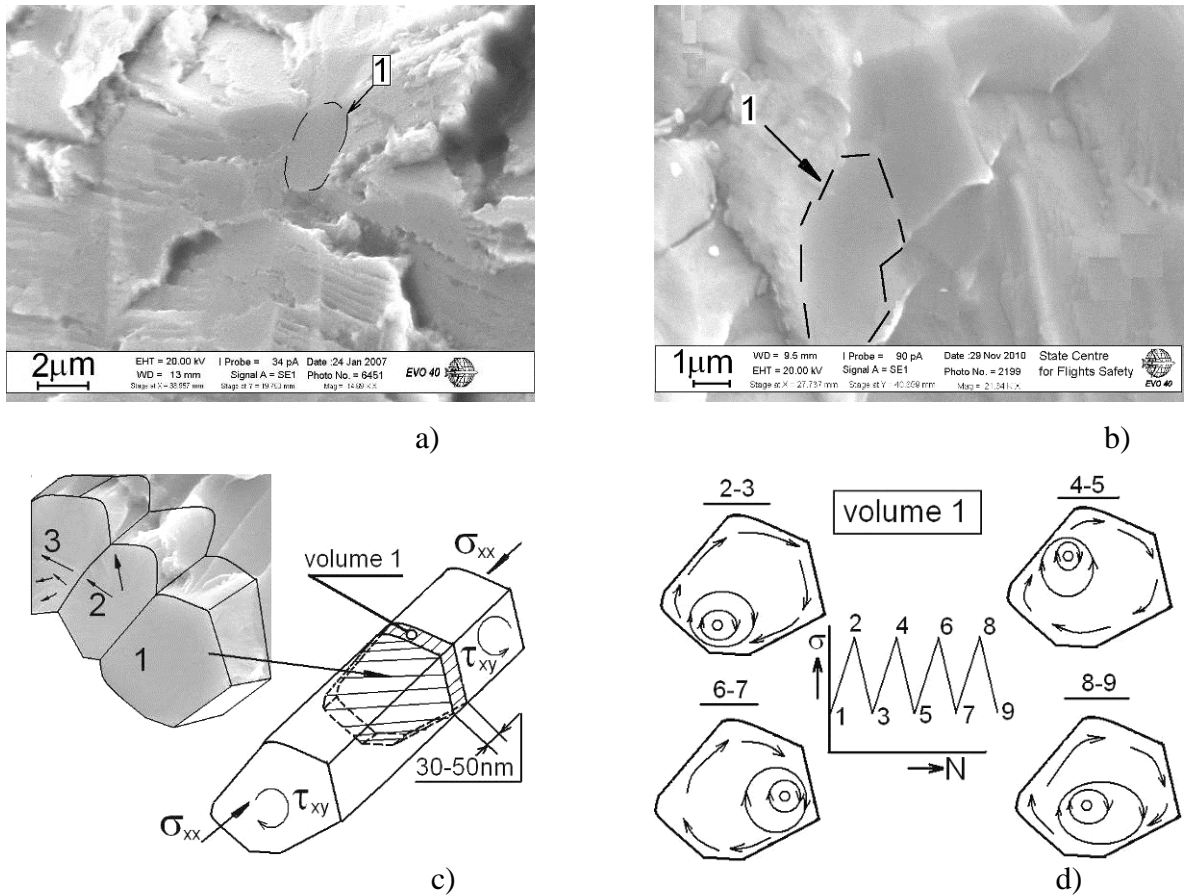 1
2µm
EHT = 20.00 kV I Probe = 34 pA Date :24 Jan 2007
WD = 13 mm Signal A = SE1 Photo No. = 6451
EVO 40
a)
1
1µm
WD = 9.5 mm I Probe = 90 pA Date :29 Nov 2010 State Centre
EHT = 20.00 kV Signal A = SE1 Photo No. = 2199 for Flights Safety
EVO 40
b)
3
2
1
volume 1
σxx
τxy
30-50nm
τxy
σxx
c)
2-3
volume 1
4-5
2 4 6 8
σ
1 3 5 7 9
N
6-7
8-9
d)